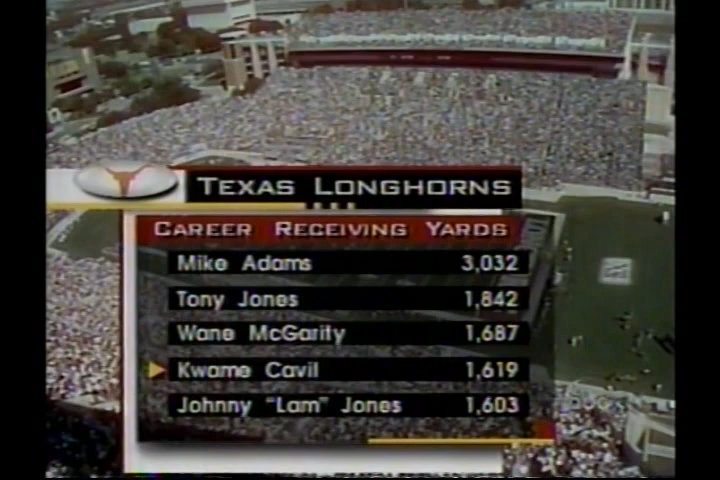 TEXAS LONGHORNS
CAREER RECEIVING YARDS
Mike Adams 3,032
Tony Jones 1,842
Wane McGarity 1,687
Kwame Cavil 1,619
Johnny "Lam" Jones 1,603